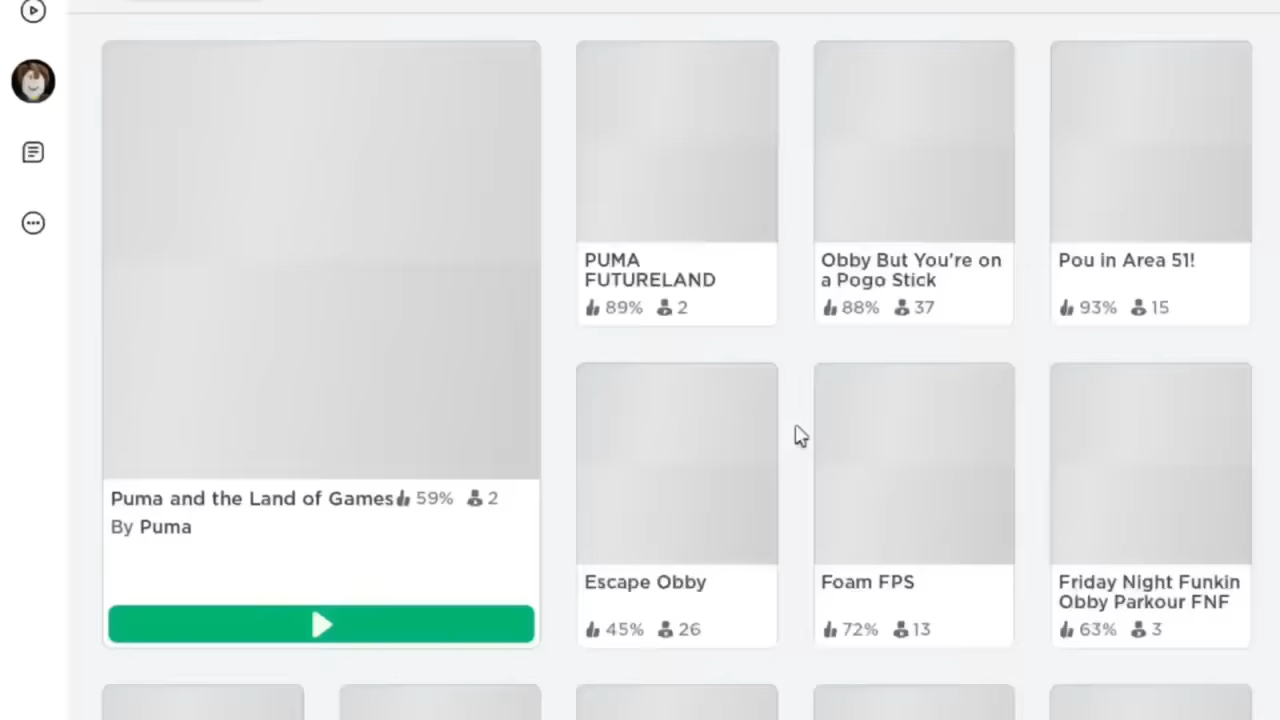 PUMA
FUTURELAND
89% 2
Obby But You're on
a Pogo Stick
88% 37
Pou in Area 51!
93% 15
Puma and the Land of Games 59% 2
By Puma
Escape Obby
45% 26
Foam FPS
72% 13
Friday Night Funkin
Obby Parkour FNF
63% 3